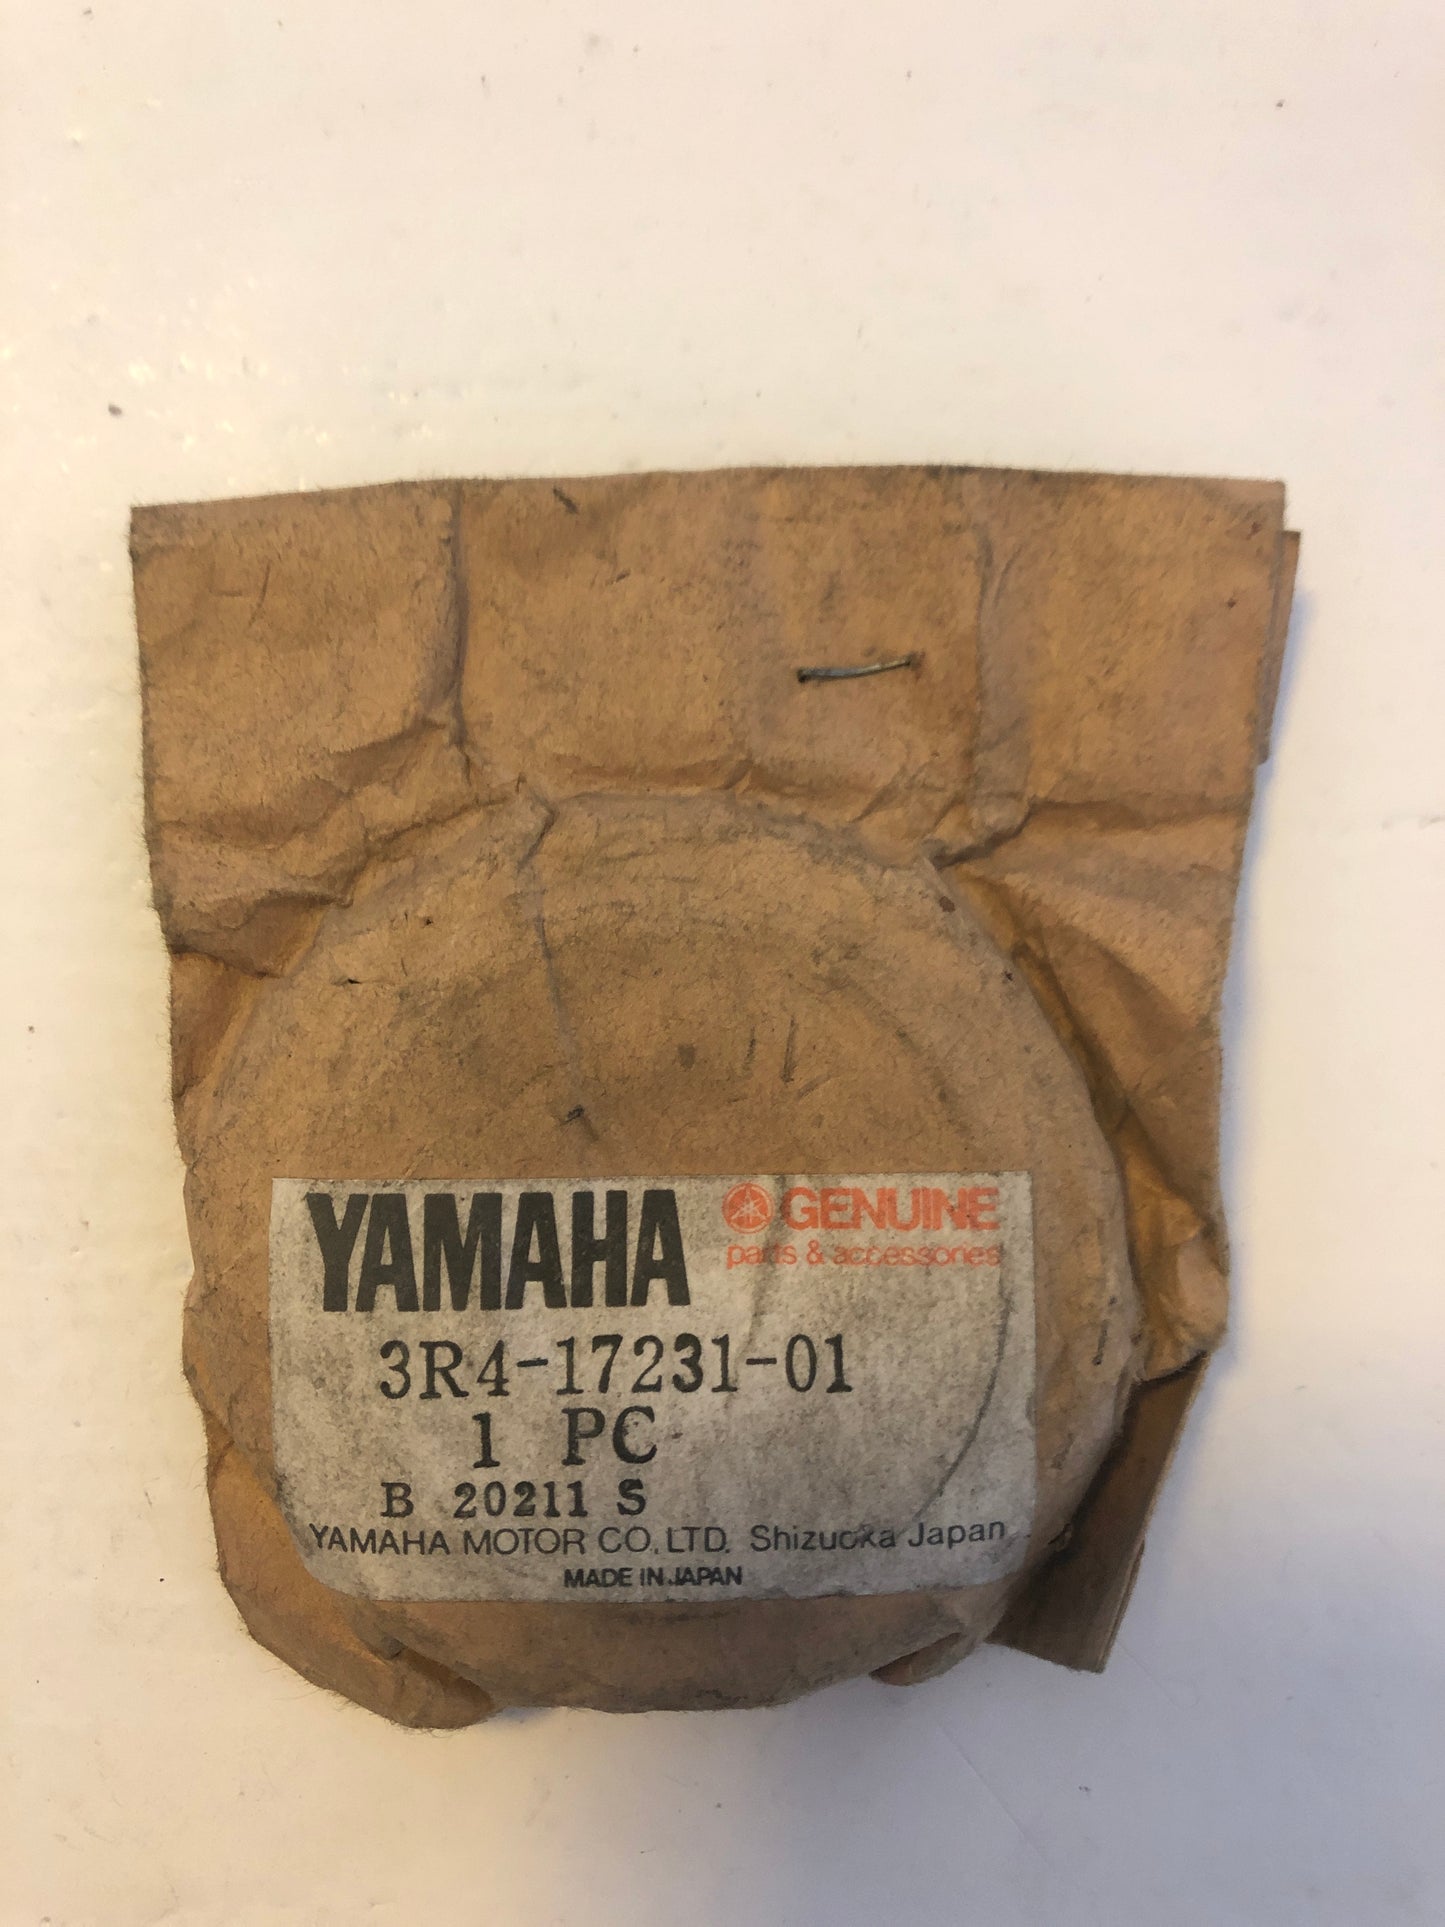 YAMAHA GENUINE
parts & accessories
3R4-17231-01
1 PC
B 20211 S
YAMAHA MOTOR CO., LTD. Shizuoka Japan
MADE IN JAPAN